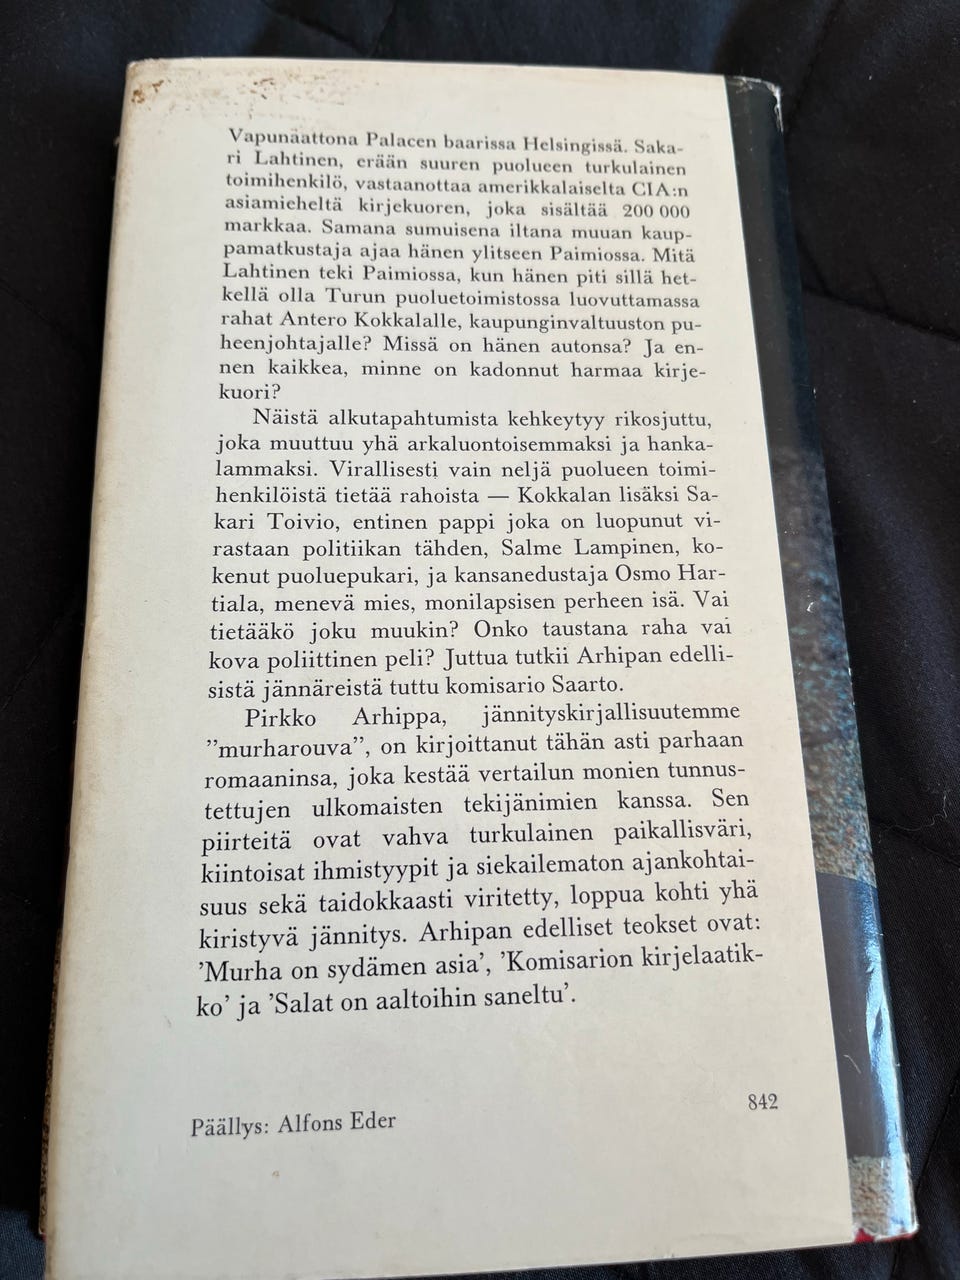 Vapunaattona Palacen baarissa Helsingissä. Saka-
ri Lahtinen, erään suuren puolueen turkulainen
toimihenkilö, vastaanottaa amerikkalaiselta CIA:n
asiamieheltä kirjekuoren, joka sisältää 200 000
markkaa. Samana sumuisena iltana muuan kaup-
pamatkustaja ajaa hänen ylitseen Paimiossa. Mitä
Lahtinen teki Paimiossa, kun hänen piti sillä het-
kellä olla Turun puoluetoimistossa luovuttamassa
rahat Antero Kokkalalle, kaupunginvaltuuston pu-
heenjohtajalle? Missä on hänen autonsa? Ja en-
nen kaikkea, minne on kadonnut harmaa kirje-
kuori?
Näistä alkutapahtumista kehkeytyy rikosjuttu,
joka muuttuu yhä arkaluontoisemmaksi ja hanka-
lammaksi. Virallisesti vain neljä puolueen toimi-
henkilöistä tietää rahoista — Kokkalan lisäksi Sa-
kari Toivio, entinen pappi joka on luopunut vi-
rastaan politiikan tähden, Salme Lampinen, ko-
kenut puoluepukari, ja kansanedustaja Osmo Har-
tiala, menevä mies, monilapsisen perheen isä. Vai
tietääkö joku muukin? Onko taustana raha vai
kova poliittinen peli? Juttua tutkii Arhipan edelli-
sistä jännäreistä tuttu komisario Saarto.
Pirkko Arhippa, jännityskirjallisuutemme
”murharouva”, on kirjoittanut tähän asti parhaan
romaaninsa, joka kestää vertailun monien tunnus-
tettujen ulkomaisten tekijänimien kanssa. Sen
piirteitä ovat vahva turkulainen paikallisväri,
kiintoisat ihmistyypit ja siekailematon ajankohtai-
suus sekä taidokkaasti viritetty, loppua kohti yhä
kiristyvä jännitys. Arhipan edelliset teokset ovat:
’Murha on sydämen asia’, ’Komisarion kirjelaatik-
ko’ ja ’Salat on aaltoihin saneltu’.
842
Päällys: Alfons Eder